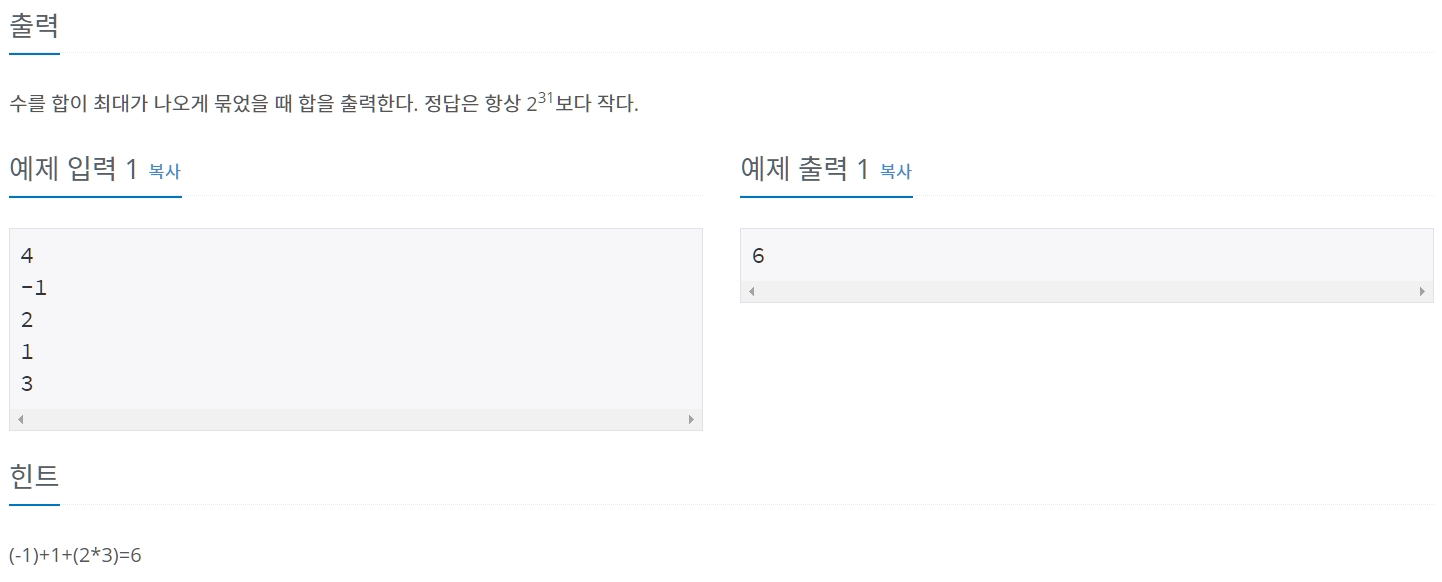 출력
수를 합이 최대가 나오게 묶었을 때 합을 출력한다. 정답은 항상 2³¹보다 작다.
예제 입력 1 복사
4
-1
2
1
3
예제 출력 1 복사
6
힌트
(-1)+1+(2*3)=6